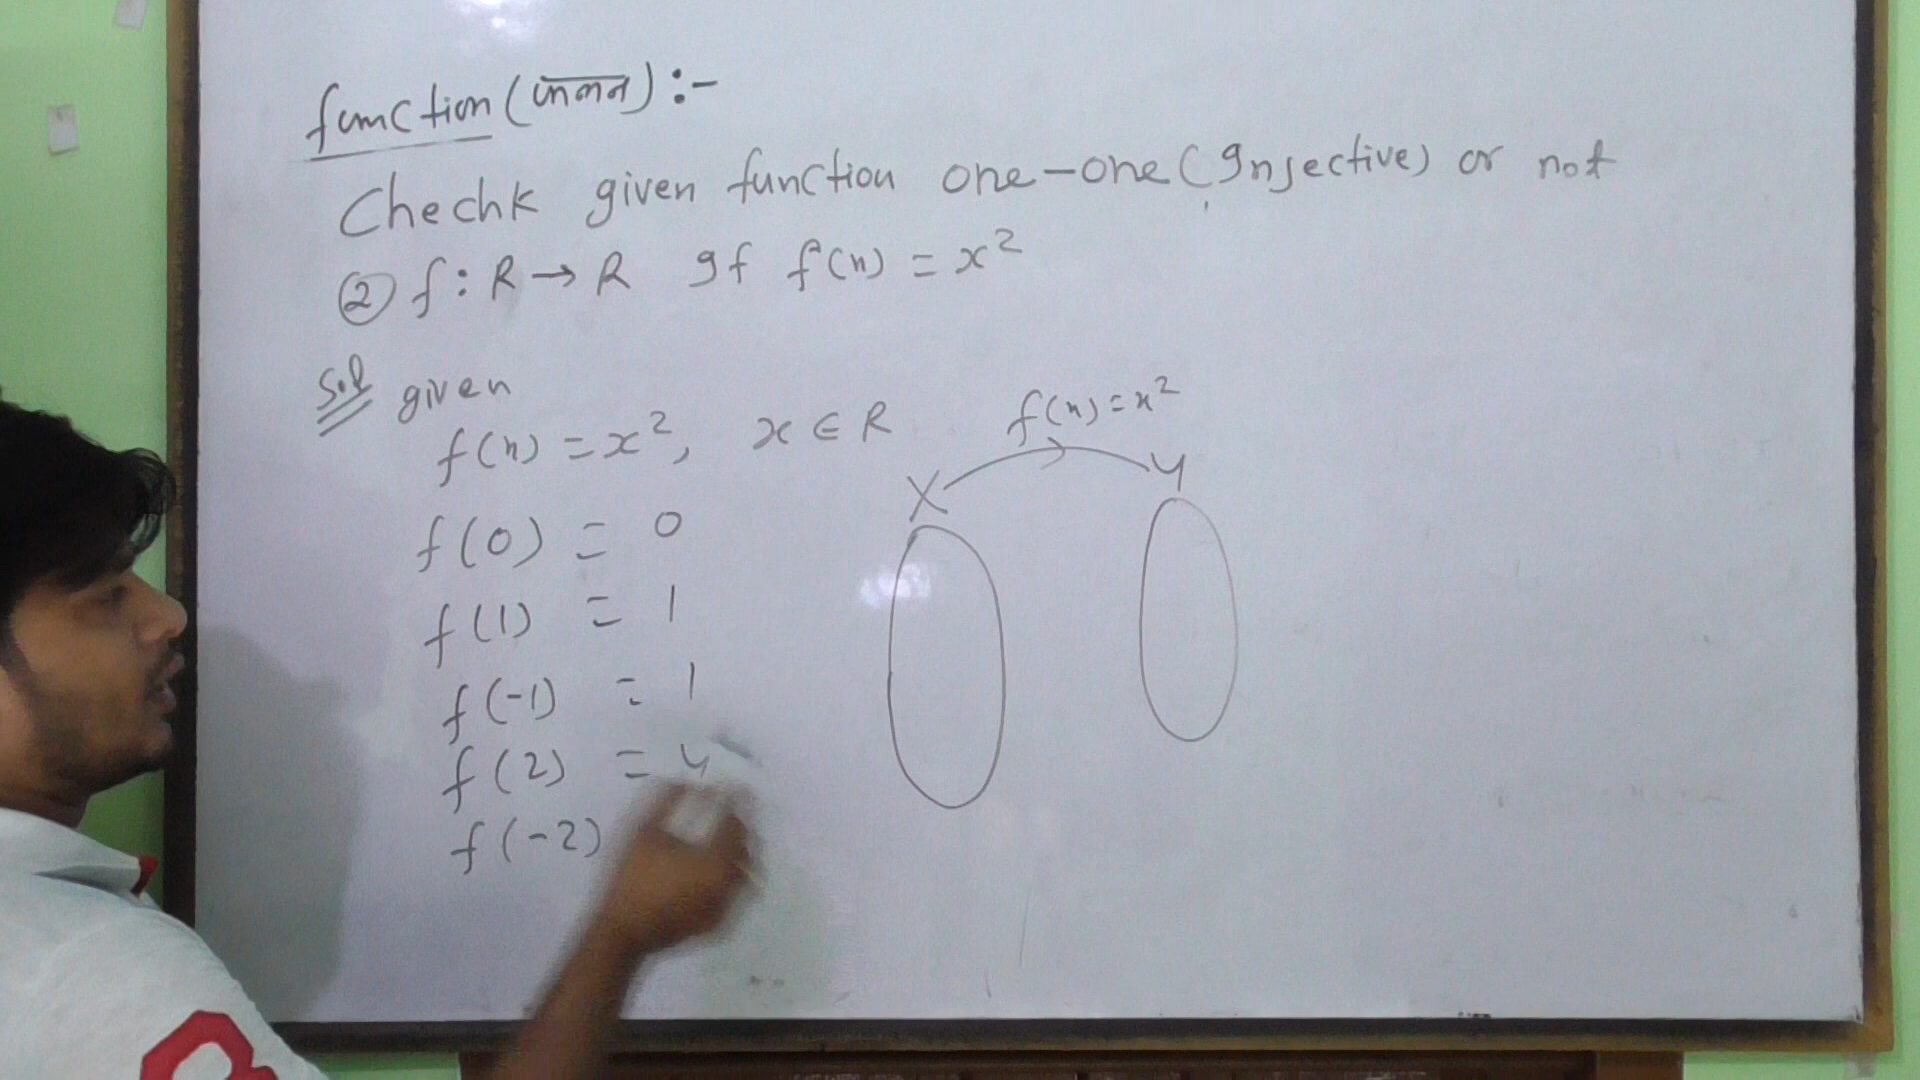 function (फलन) :-
Chechk given function one-one (Injective) or not
② f : R → R If f(x) = x²
Sol given
f(x) = x², x ∈ R
f(x) = x²
X Y
f(0) = 0
f(1) = 1
f(-1) = 1
f(2) = 4
f(-2)